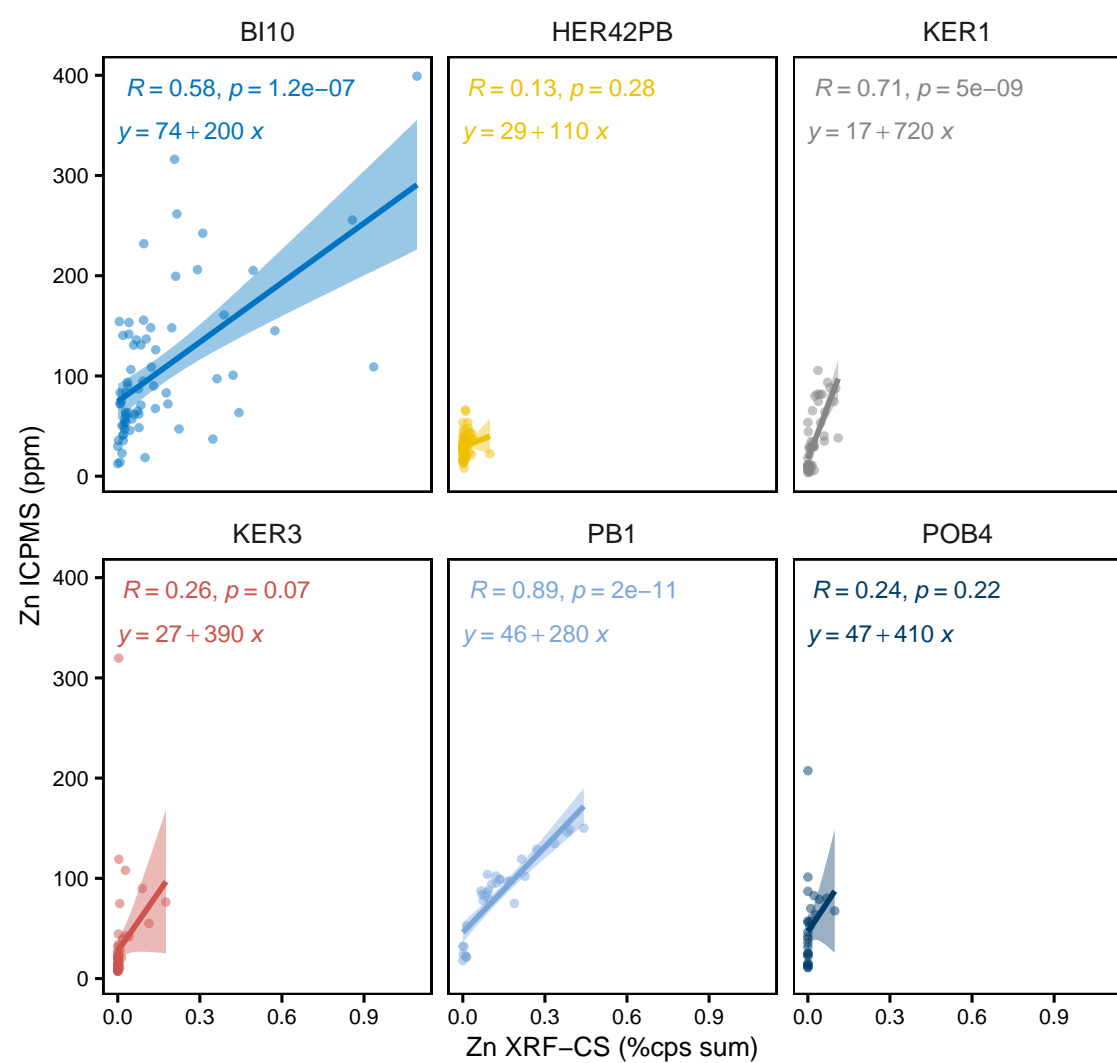 BI10
HER42PB
KER1
R = 0.58, p = 1.2e−07
y = 74 + 200 x
R = 0.13, p = 0.28
y = 29 + 110 x
R = 0.71, p = 5e−09
y = 17 + 720 x
400
300
200
100
0
Zn ICPMS (ppm)
KER3
PB1
POB4
R = 0.26, p = 0.07
y = 27 + 390 x
R = 0.89, p = 2e−11
y = 46 + 280 x
R = 0.24, p = 0.22
y = 47 + 410 x
400
300
200
100
0
0.0 0.3 0.6 0.9
0.0 0.3 0.6 0.9
0.0 0.3 0.6 0.9
Zn XRF−CS (%cps sum)